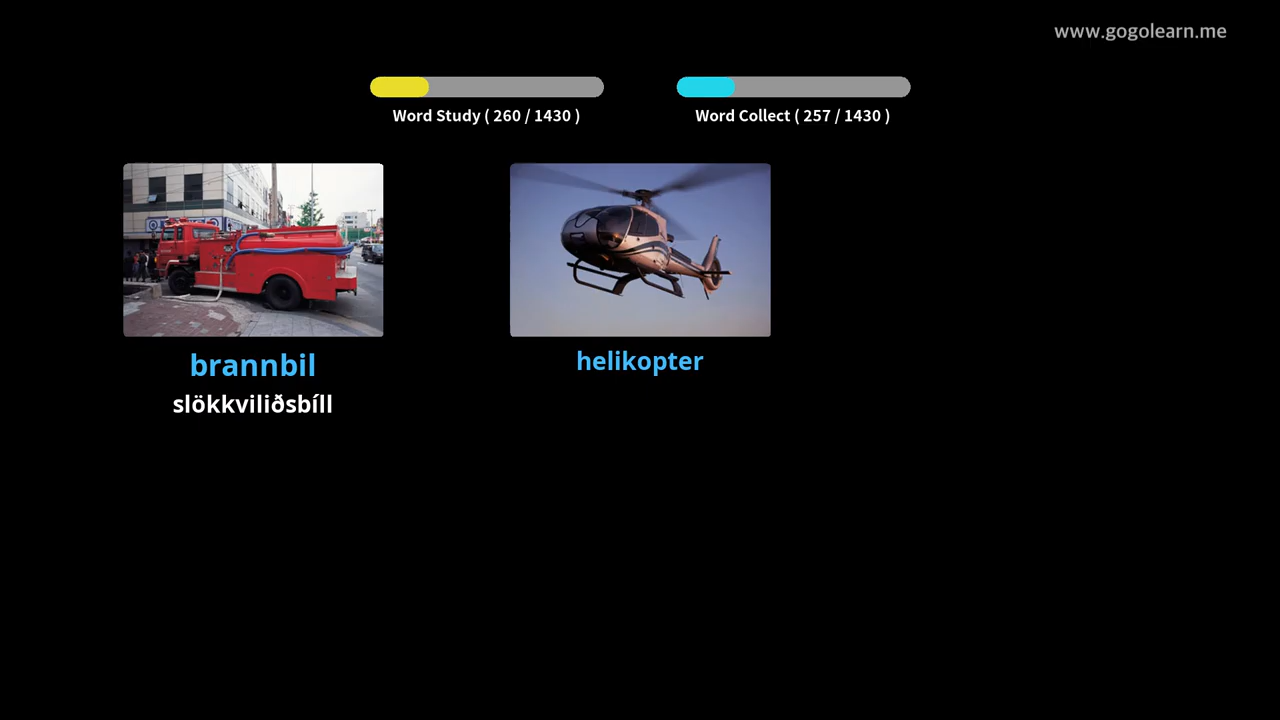 www.gogolearn.me
Word Study ( 260 / 1430 )
Word Collect ( 257 / 1430 )
brannbil
slökkviliðsbíll
helikopter